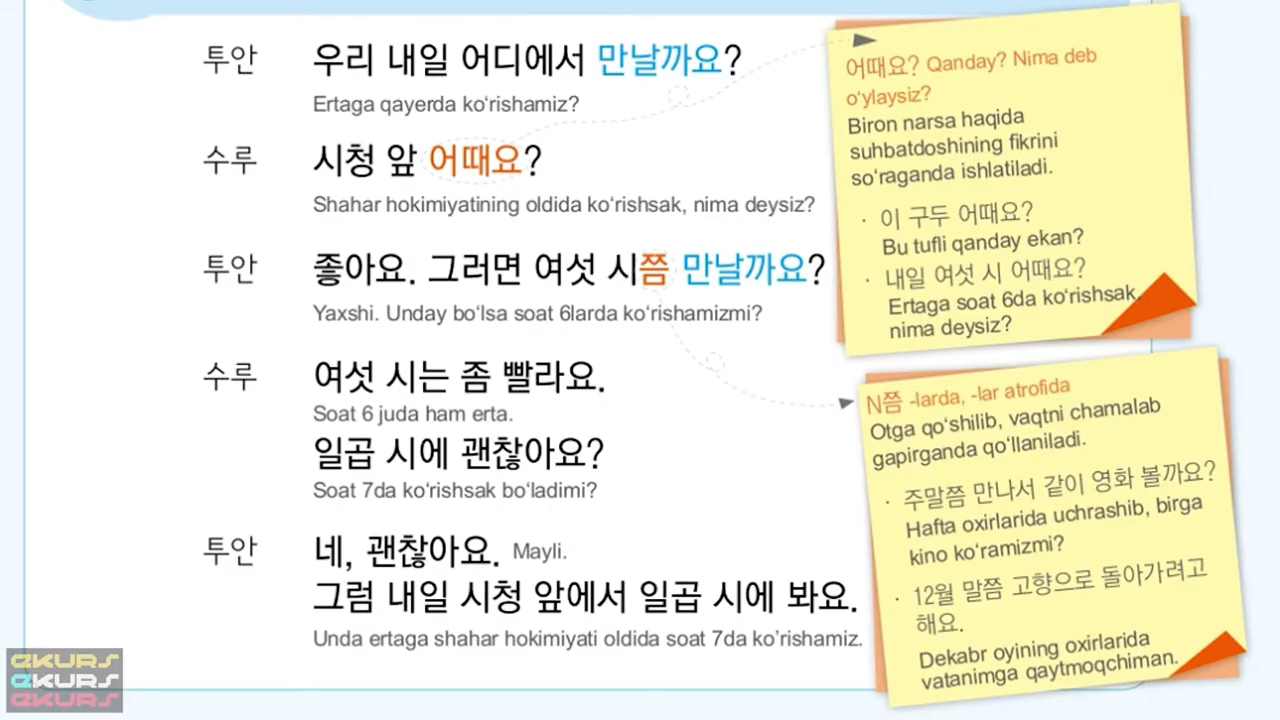 투안 우리 내일 어디에서 만날까요?
Ertaga qayerda ko‘rishamiz?
수루 시청 앞 어때요?
Shahar hokimiyatining oldida ko‘rishsak, nima deysiz?
투안 좋아요. 그러면 여섯 시쯤 만날까요?
Yaxshi. Unday bo‘lsa soat 6larda ko‘rishamizmi?
수루 여섯 시는 좀 빨라요.
Soat 6 juda ham erta.
일곱 시에 괜찮아요?
Soat 7da ko‘rishsak bo‘ladimi?
투안 네, 괜찮아요. Mayli.
그럼 내일 시청 앞에서 일곱 시에 봐요.
Unda ertaga shahar hokimiyati oldida soat 7da ko’rishamiz.
어때요? Qanday? Nima deb
o‘ylaysiz?
Biron narsa haqida
suhbatdoshining fikrini
so‘raganda ishlatiladi.
· 이 구두 어때요?
Bu tufli qanday ekan?
· 내일 여섯 시 어때요?
Ertaga soat 6da ko‘rishsak,
nima deysiz?
N쯤 -larda, -lar atrofida
Otga qo‘shilib, vaqtni chamalab
gapirganda qo‘llaniladi.
· 주말쯤 만나서 같이 영화 볼까요?
Hafta oxirlarida uchrashib, birga
kino ko‘ramizmi?
· 12월 말쯤 고향으로 돌아가려고
해요.
Dekabr oyining oxirlarida
vatanimga qaytmoqchiman.
EKURS
EKURS
EKURS